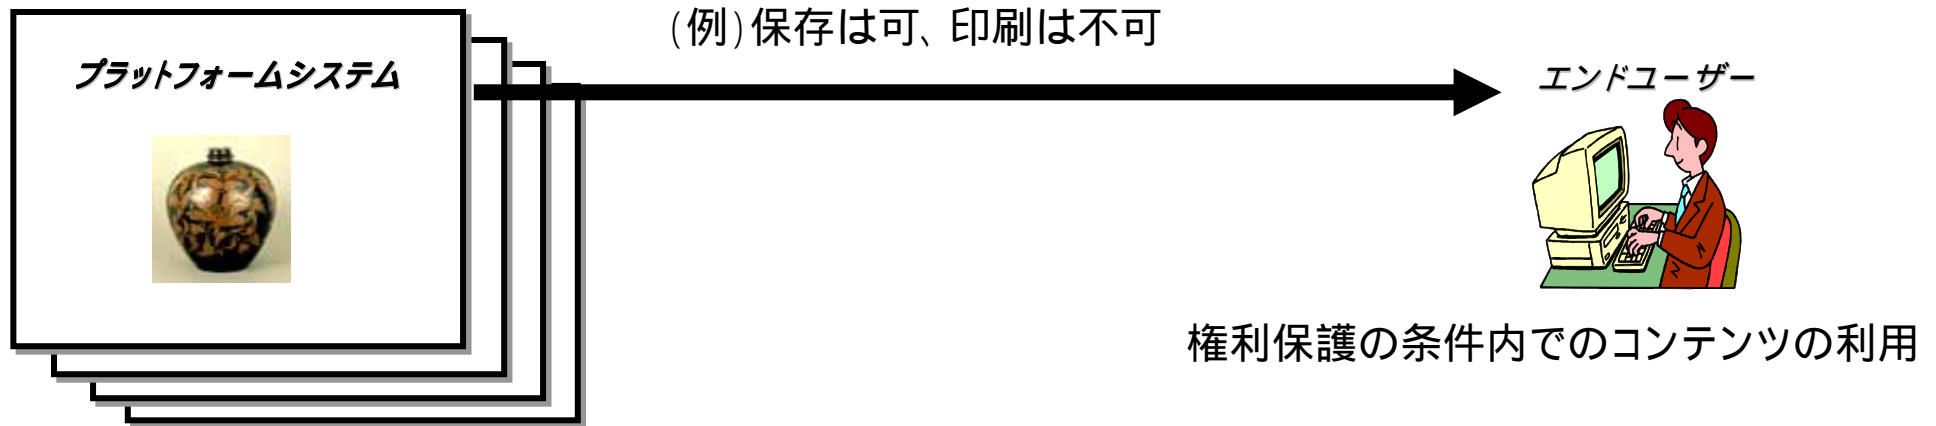 (例)保存は可、印刷は不可
プラットフォームシステム
エンドユーザー
権利保護の条件内でのコンテンツの利用